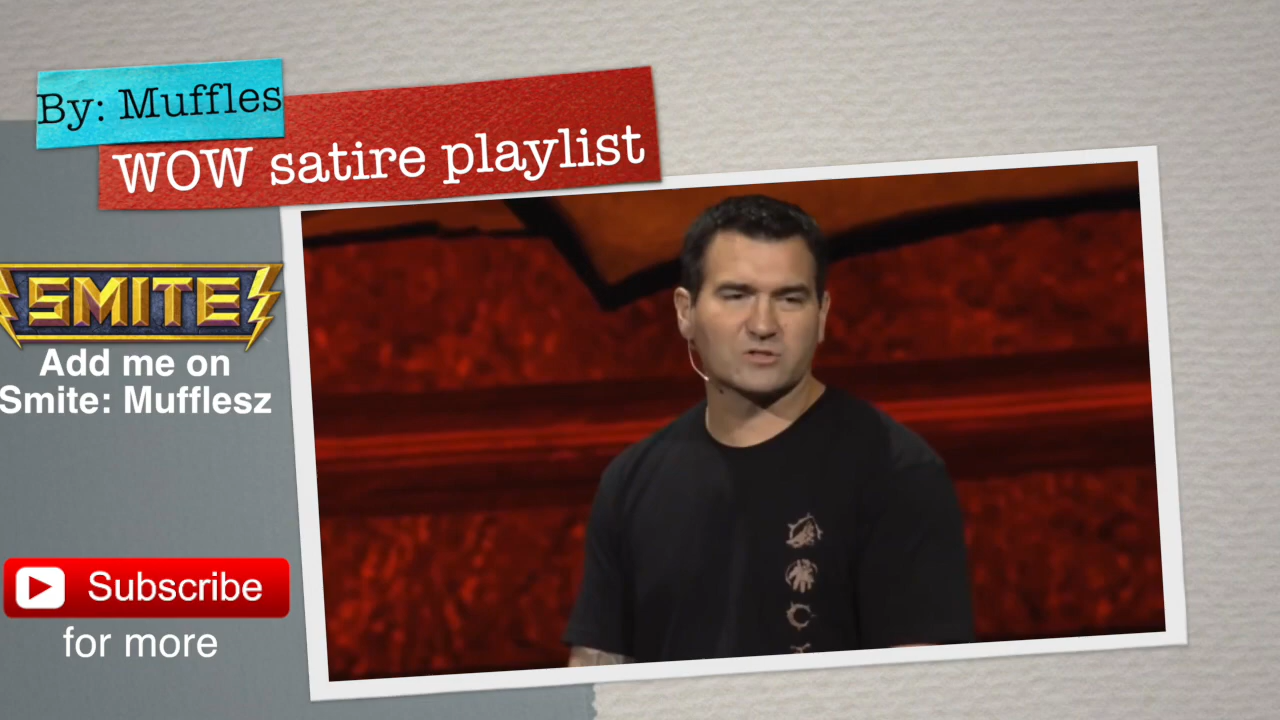 By: Muffles
WOW satire playlist
SMITE
Add me on
Smite: Mufflesz
Subscribe
for more